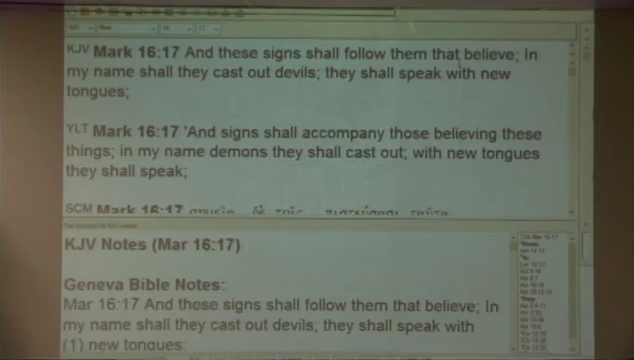 KJV Mark 16:17 And these signs shall follow them that believe; In
my name shall they cast out devils; they shall speak with new
tongues;
YLT Mark 16:17 'And signs shall accompany those believing these
things; in my name demons they shall cast out; with new tongues
they shall speak;
SCM Mark 16:17
KJV Notes (Mar 16:17)
Geneva Bible Notes:
Mar 16:17 And these signs shall follow them that believe; In
my name shall they cast out devils; they shall speak with
(1) new tongues;